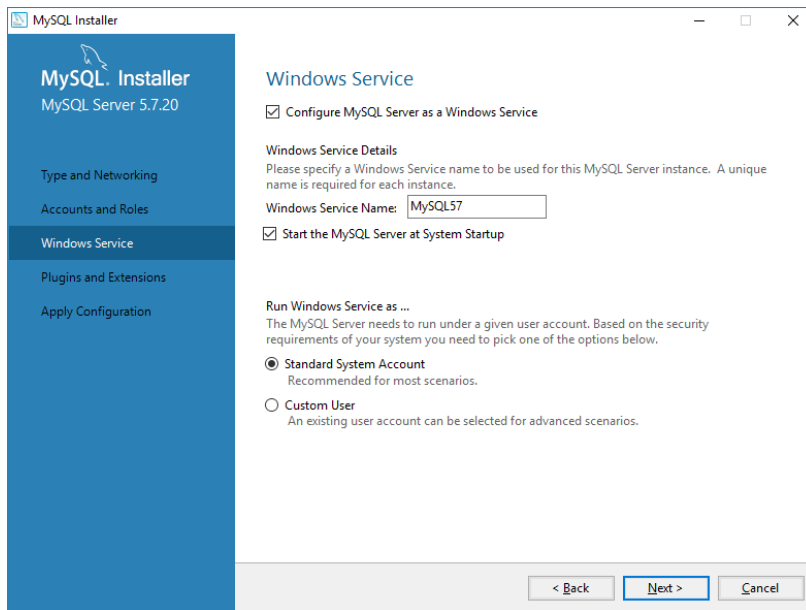 MySQL Installer
MySQL. Installer
MySQL Server 5.7.20
Type and Networking
Accounts and Roles
Windows Service
Plugins and Extensions
Apply Configuration
Windows Service
Configure MySQL Server as a Windows Service
Windows Service Details
Please specify a Windows Service name to be used for this MySQL Server instance. A unique
name is required for each instance.
Windows Service Name: MySQL57
Start the MySQL Server at System Startup
Run Windows Service as ...
The MySQL Server needs to run under a given user account. Based on the security
requirements of your system you need to pick one of the options below.
Standard System Account
Recommended for most scenarios.
Custom User
An existing user account can be selected for advanced scenarios.
< Back Next > Cancel